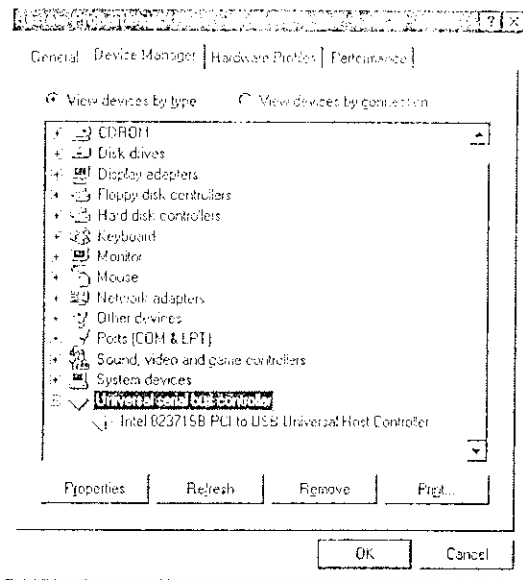 General Device Manager Hardware Profiles Performance
View devices by type View devices by connection
CDROM
Disk drives
Display adapters
Floppy disk controllers
Hard disk controllers
Keyboard
Monitor
Mouse
Network adapters
Other devices
Ports (COM & LPT)
Sound, video and game controllers
System devices
Universal serial bus controller
Intel 82371SB PCI to USB Universal Host Controller
Properties Refresh Remove Print...
OK Cancel